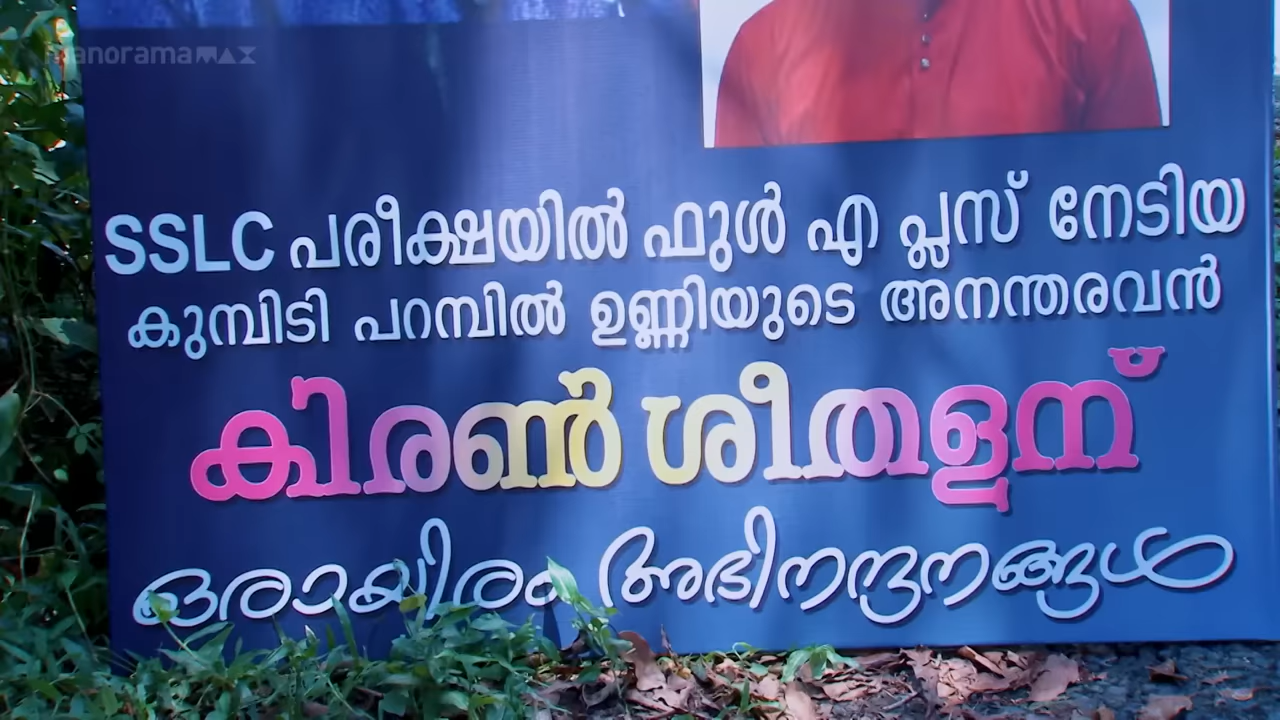 manoramaMAX
SSLC പരീക്ഷയിൽ ഫുൾ എ പ്ലസ് നേടിയ
കുമ്പിടി പറമ്പിൽ ഉണ്ണിയുടെ അനന്തരവൻ
കിരൺ ശീതളന്
ഒരായിരം അഭിനന്ദനങ്ങൾ